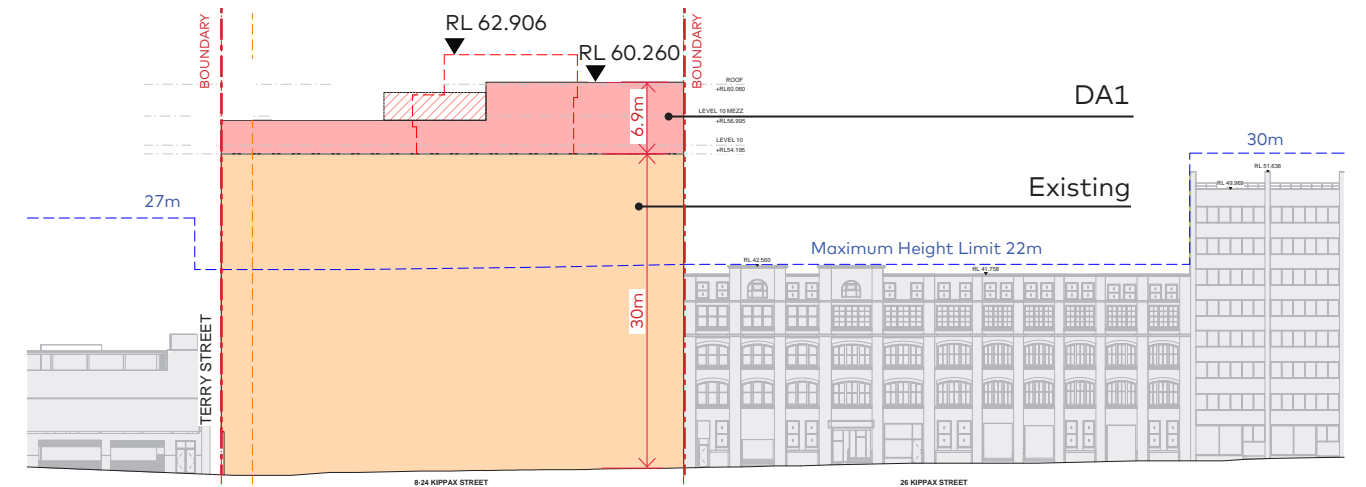 BOUNDARY
RL 62.906
RL 60.260
BOUNDARY
ROOF
+RL60.060
DA1
6.9m
LEVEL 10 MEZZ
+RL56.995
LEVEL 10
+RL54.195
30m
RL 51.636
RL 49.969
Existing
27m
Maximum Height Limit 22m
RL 42.560
RL 41.758
30m
TERRY STREET
8-24 KIPPAX STREET
26 KIPPAX STREET